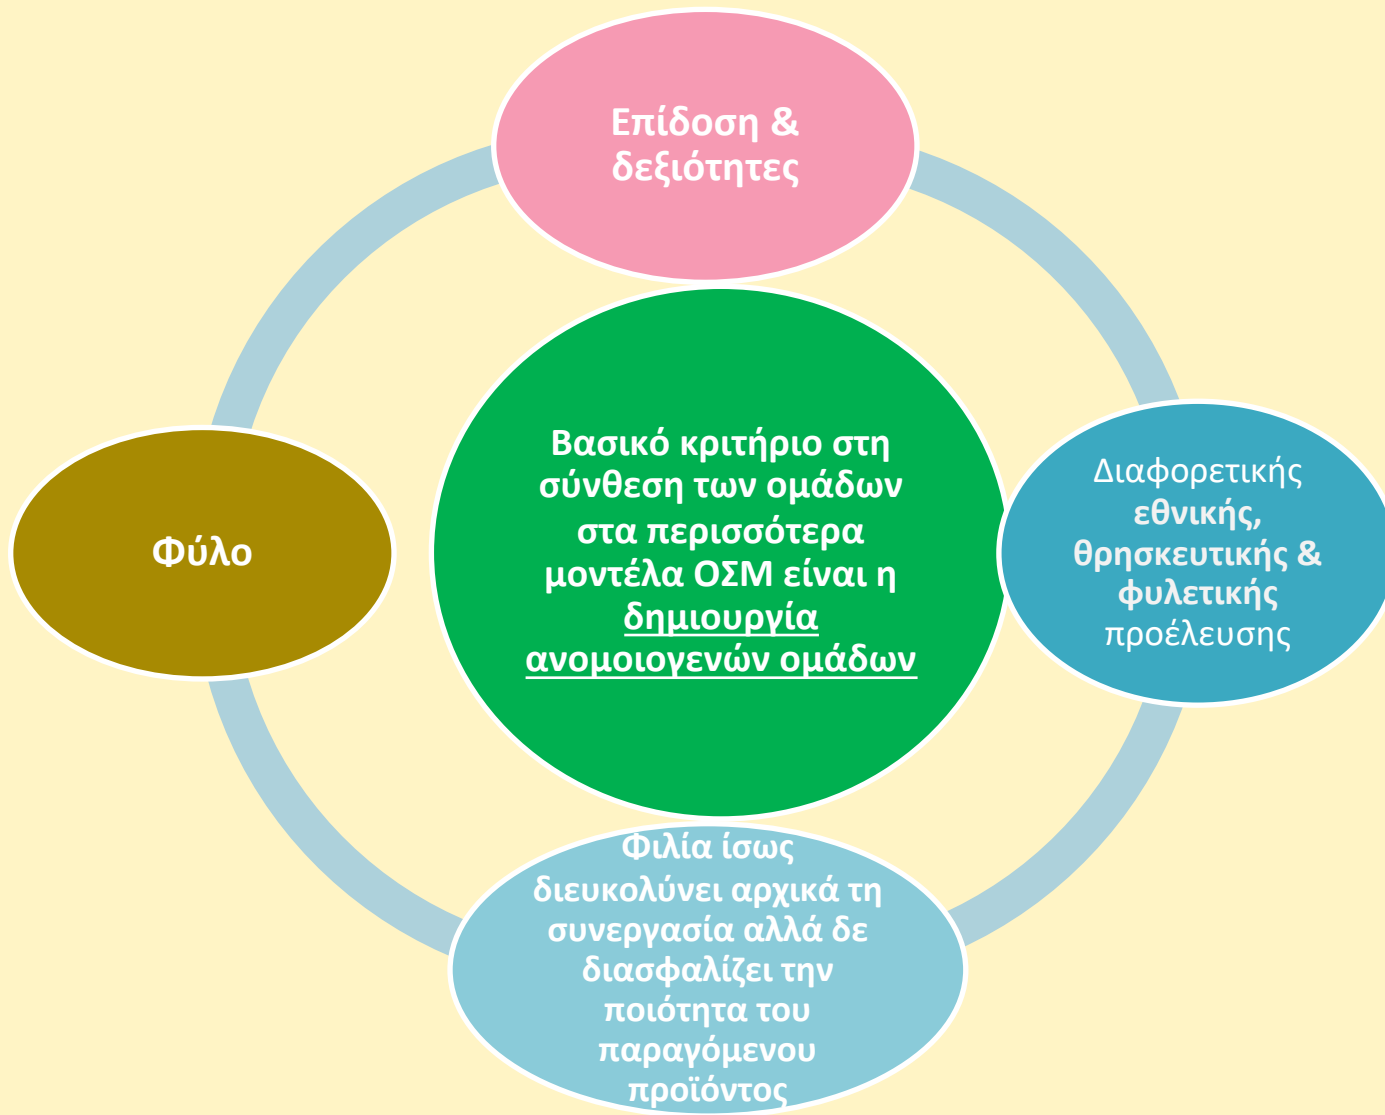 Επίδοση &
δεξιότητες
Βασικό κριτήριο στη
σύνθεση των ομάδων
στα περισσότερα
μοντέλα ΟΣΜ είναι η
δημιουργία
ανομοιογενών ομάδων
Διαφορετικής
εθνικής,
θρησκευτικής &
φυλετικής
προέλευσης
Φιλία ίσως
διευκολύνει αρχικά τη
συνεργασία αλλά δε
διασφαλίζει την
ποιότητα του
παραγόμενου
προϊόντος
Φύλο